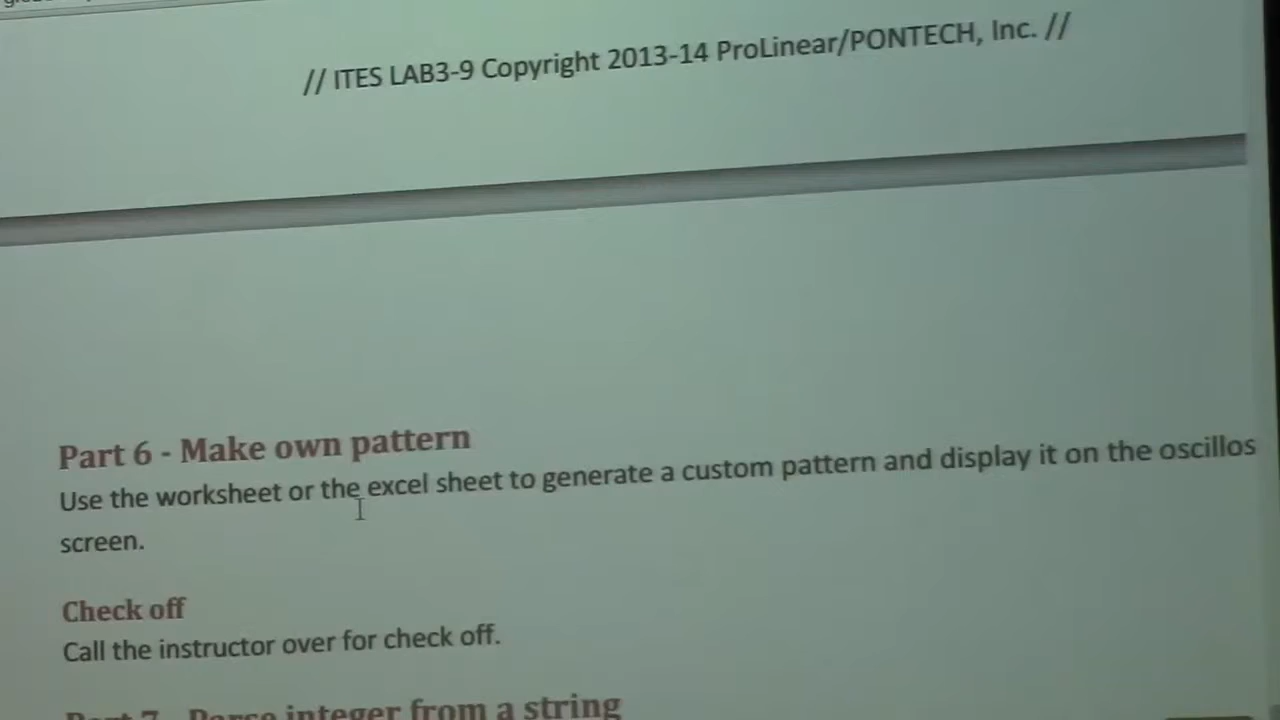 // ITES LAB3-9 Copyright 2013-14 ProLinear/PONTECH, Inc. //
Part 6 - Make own pattern
Use the worksheet or the excel sheet to generate a custom pattern and display it on the oscillos
screen.
Check off
Call the instructor over for check off.
Part 7 - Parse integer from a string